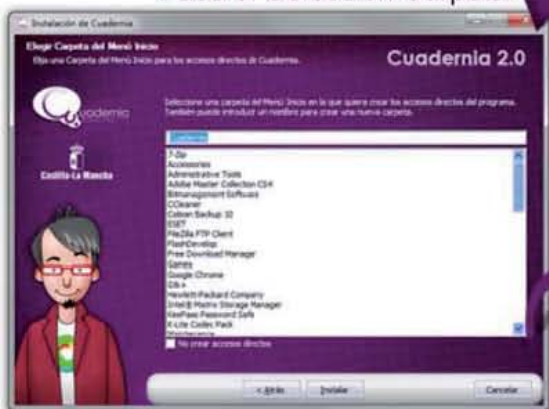 Instalación de Cuadernia
Elegir Carpeta del Menú Inicio
Elija una Carpeta del Menú Inicio para los accesos directos de Cuadernia.
Cuadernia 2.0
Cuadernia
Castilla-La Mancha
Seleccione una carpeta del Menú Inicio en la que quiera crear los accesos directos del programa.
También puede introducir un nombre para crear una nueva carpeta.
Cuadernia
7-Zip
Accessories
Administrative Tools
Adobe Master Collection CS4
Bitmanagement Software
CCleaner
Cobian Backup 10
ESET
FileZilla FTP Client
FlashDevelop
Free Download Manager
Games
Google Chrome
Hewlett-Packard Company
Intel® Matrix Storage Manager
KeePass Password Safe
K-Lite Codec Pack
Maintenance
No crear accesos directos
< Atrás
Instalar
Cancelar